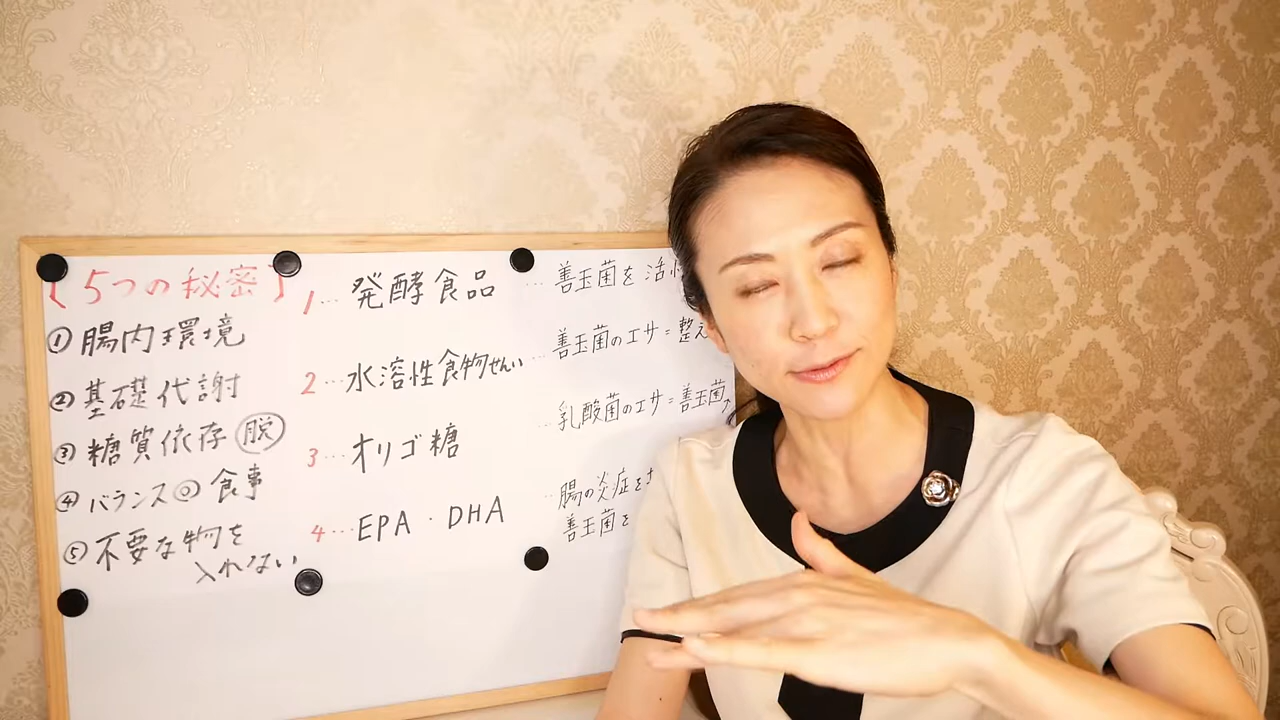 【5つの秘密】
①腸内環境
②基礎代謝
③糖質依存 脱
④バランス◎食事
⑤不要な物を
入れない
1… 発酵食品 … 善玉菌を活性
2… 水溶性食物せんい … 善玉菌のエサ=整え
3… オリゴ糖 … 乳酸菌のエサ=善玉菌↗
4… EPA・DHA … 腸の炎症を
善玉菌を